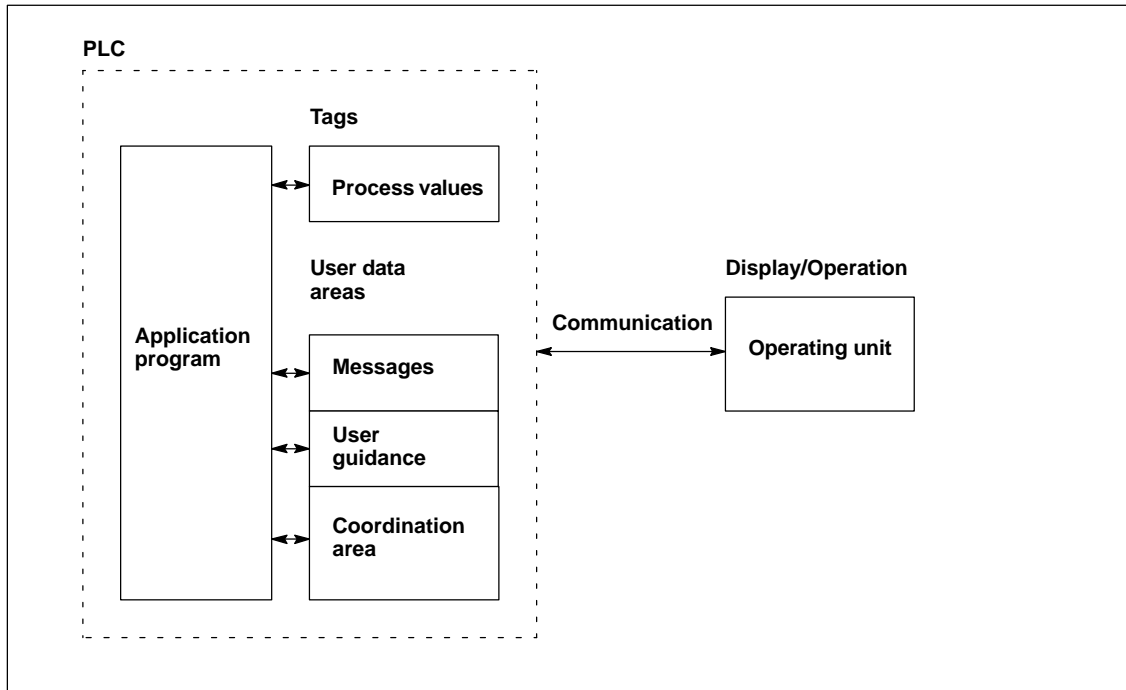 PLC
Tags
Process values
User data
areas
Application
program
Messages
User
guidance
Coordination
area
Communication
Display/Operation
Operating unit